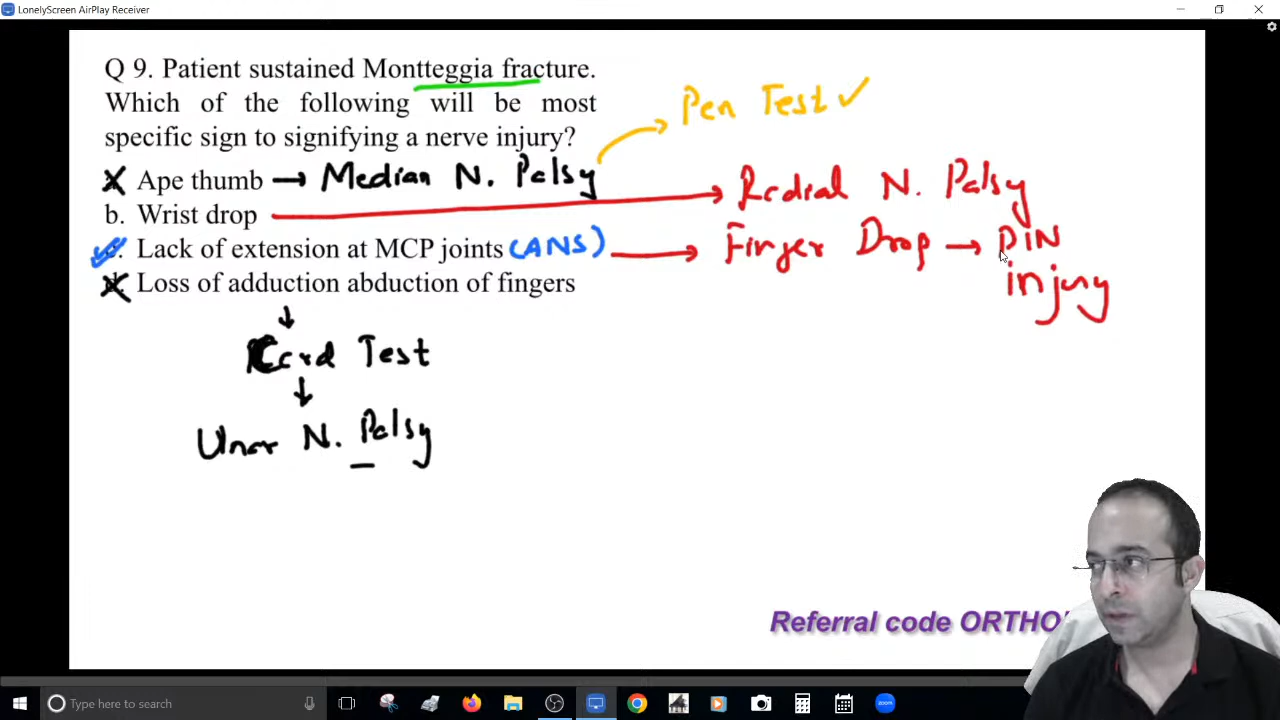 LonelyScreen AirPlay Receiver
Q 9. Patient sustained Montteggia fracture.
Which of the following will be most
specific sign to signifying a nerve injury?
Pen Test ✓
Ape thumb → Median N. Palsy
b. Wrist drop → Radial N. Palsy
Lack of extension at MCP joints (ANS) → Finger Drop → PIN
injury
Loss of adduction abduction of fingers
Card Test
Unar N. Palsy
Referral code ORTHO
Type here to search
zoom